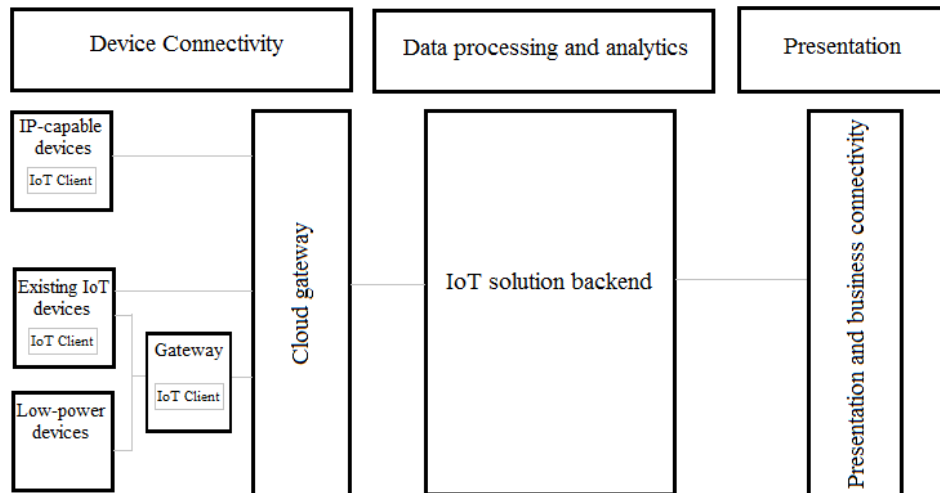 Device Connectivity
Data processing and analytics
Presentation
IP-capable
devices
IoT Client
Existing IoT
devices
IoT Client
Gateway
IoT Client
Low-power
devices
Cloud gateway
IoT solution backend
Presentation and business connectivity